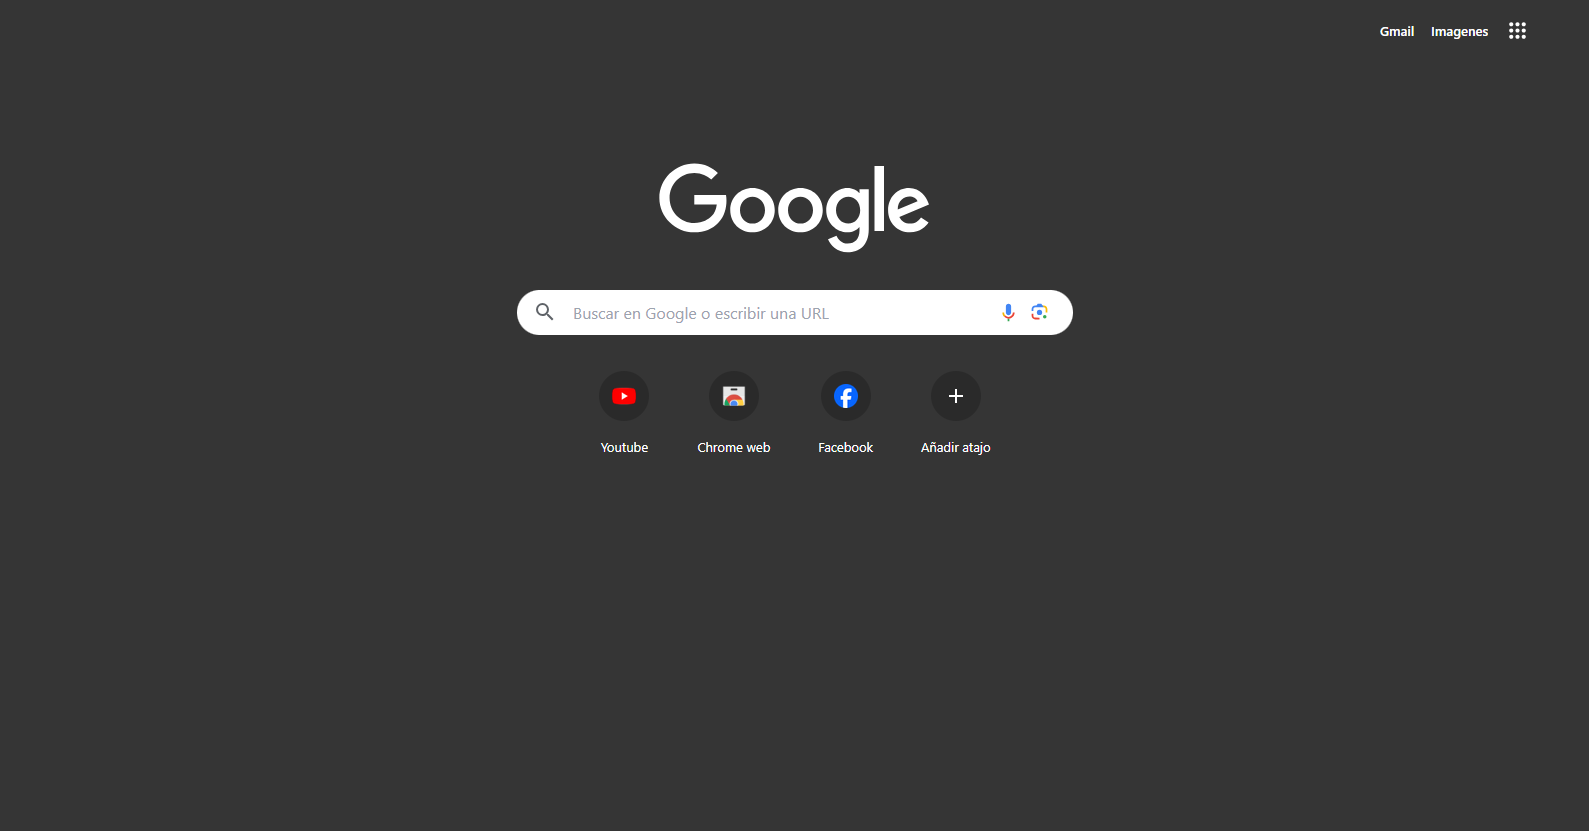 Gmail Imagenes
Google
Buscar en Google o escribir una URL
Youtube Chrome web Facebook Añadir atajo